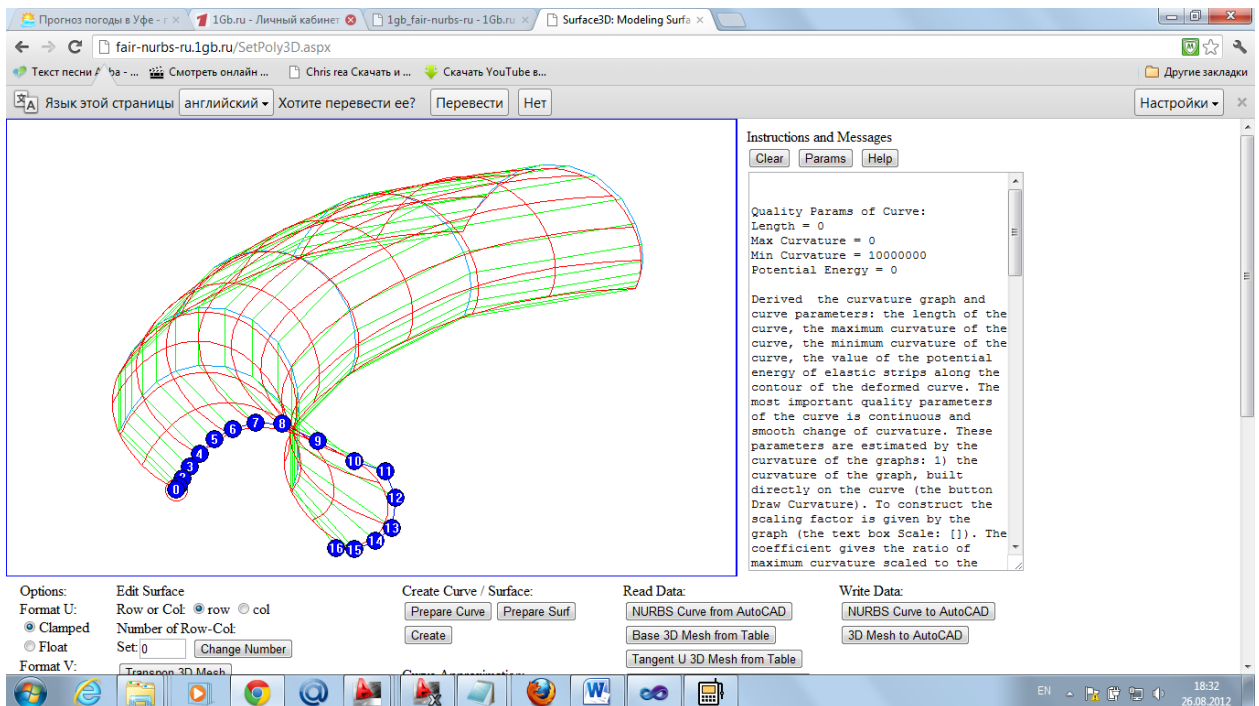 Прогноз погоды в Уфе - г
1Gb.ru - Личный кабинет
1gb_fair-nurbs-ru - 1Gb.ru
Surface3D: Modeling Surfa
fair-nurbs-ru.1gb.ru/SetPoly3D.aspx
Текст песни ba - ...
Смотреть онлайн ...
Chris rea Скачать и ...
Скачать YouTube в...
Другие закладки
Язык этой страницы английский Хотите перевести ее? Перевести Нет
Настройки
Instructions and Messages
Clear Params Help
Quality Params of Curve:
Length = 0
Max Curvature = 0
Min Curvature = 10000000
Potential Energy = 0
Derived the curvature graph and
curve parameters: the length of the
curve, the maximum curvature of the
curve, the minimum curvature of the
curve, the value of the potential
energy of elastic strips along the
contour of the deformed curve. The
most important quality parameters
of the curve is continuous and
smooth change of curvature. These
parameters are estimated by the
curvature of the graphs: 1) the
curvature of the graph, built
directly on the curve (the button
Draw Curvature). To construct the
scaling factor is given by the
graph (the text box Scale: []). The
coefficient gives the ratio of
maximum curvature scaled to the
0
2
3
4
5
6
7
8
9
10
11
12
13
14
15
16
Options:
Format U:
Clamped
Float
Format V:
Edit Surface
Row or Col: row col
Number of Row-Col:
Set: 0 Change Number
Transpon 3D Mesh
Create Curve / Surface:
Prepare Curve Prepare Surf
Create
Curve Approximation:
Read Data:
NURBS Curve from AutoCAD
Base 3D Mesh from Table
Tangent U 3D Mesh from Table
Write Data:
NURBS Curve to AutoCAD
3D Mesh to AutoCAD
EN
18:32
26.08.2012